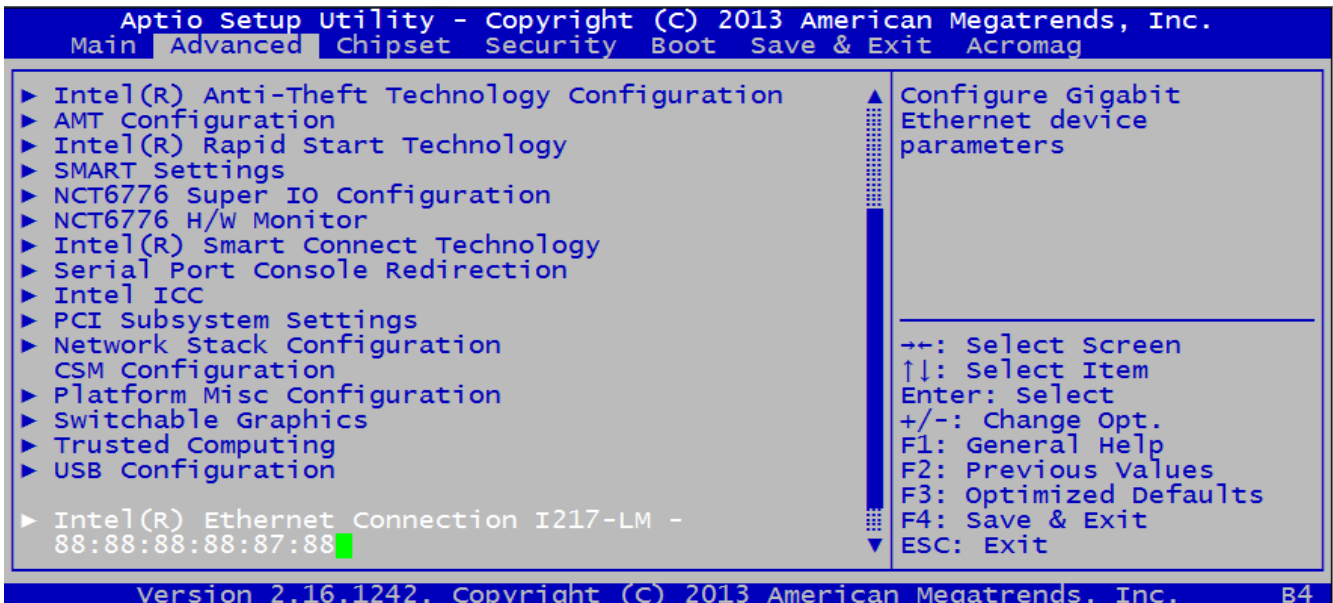 Aptio Setup Utility - Copyright (C) 2013 American Megatrends, Inc.
Main Advanced Chipset Security Boot Save & Exit Acromag
► Intel(R) Anti-Theft Technology Configuration
► AMT Configuration
► Intel(R) Rapid Start Technology
► SMART Settings
► NCT6776 Super IO Configuration
► NCT6776 H/W Monitor
► Intel(R) Smart Connect Technology
► Serial Port Console Redirection
► Intel ICC
► PCI Subsystem Settings
► Network Stack Configuration
CSM Configuration
► Platform Misc Configuration
► Switchable Graphics
► Trusted Computing
► USB Configuration
► Intel(R) Ethernet Connection I217-LM -
88:88:88:88:87:88
Configure Gigabit
Ethernet device
parameters
→←: Select Screen
↑↓: Select Item
Enter: Select
+/-: Change Opt.
F1: General Help
F2: Previous Values
F3: Optimized Defaults
F4: Save & Exit
ESC: Exit
Version 2.16.1242. Copyright (C) 2013 American Megatrends, Inc.
B4